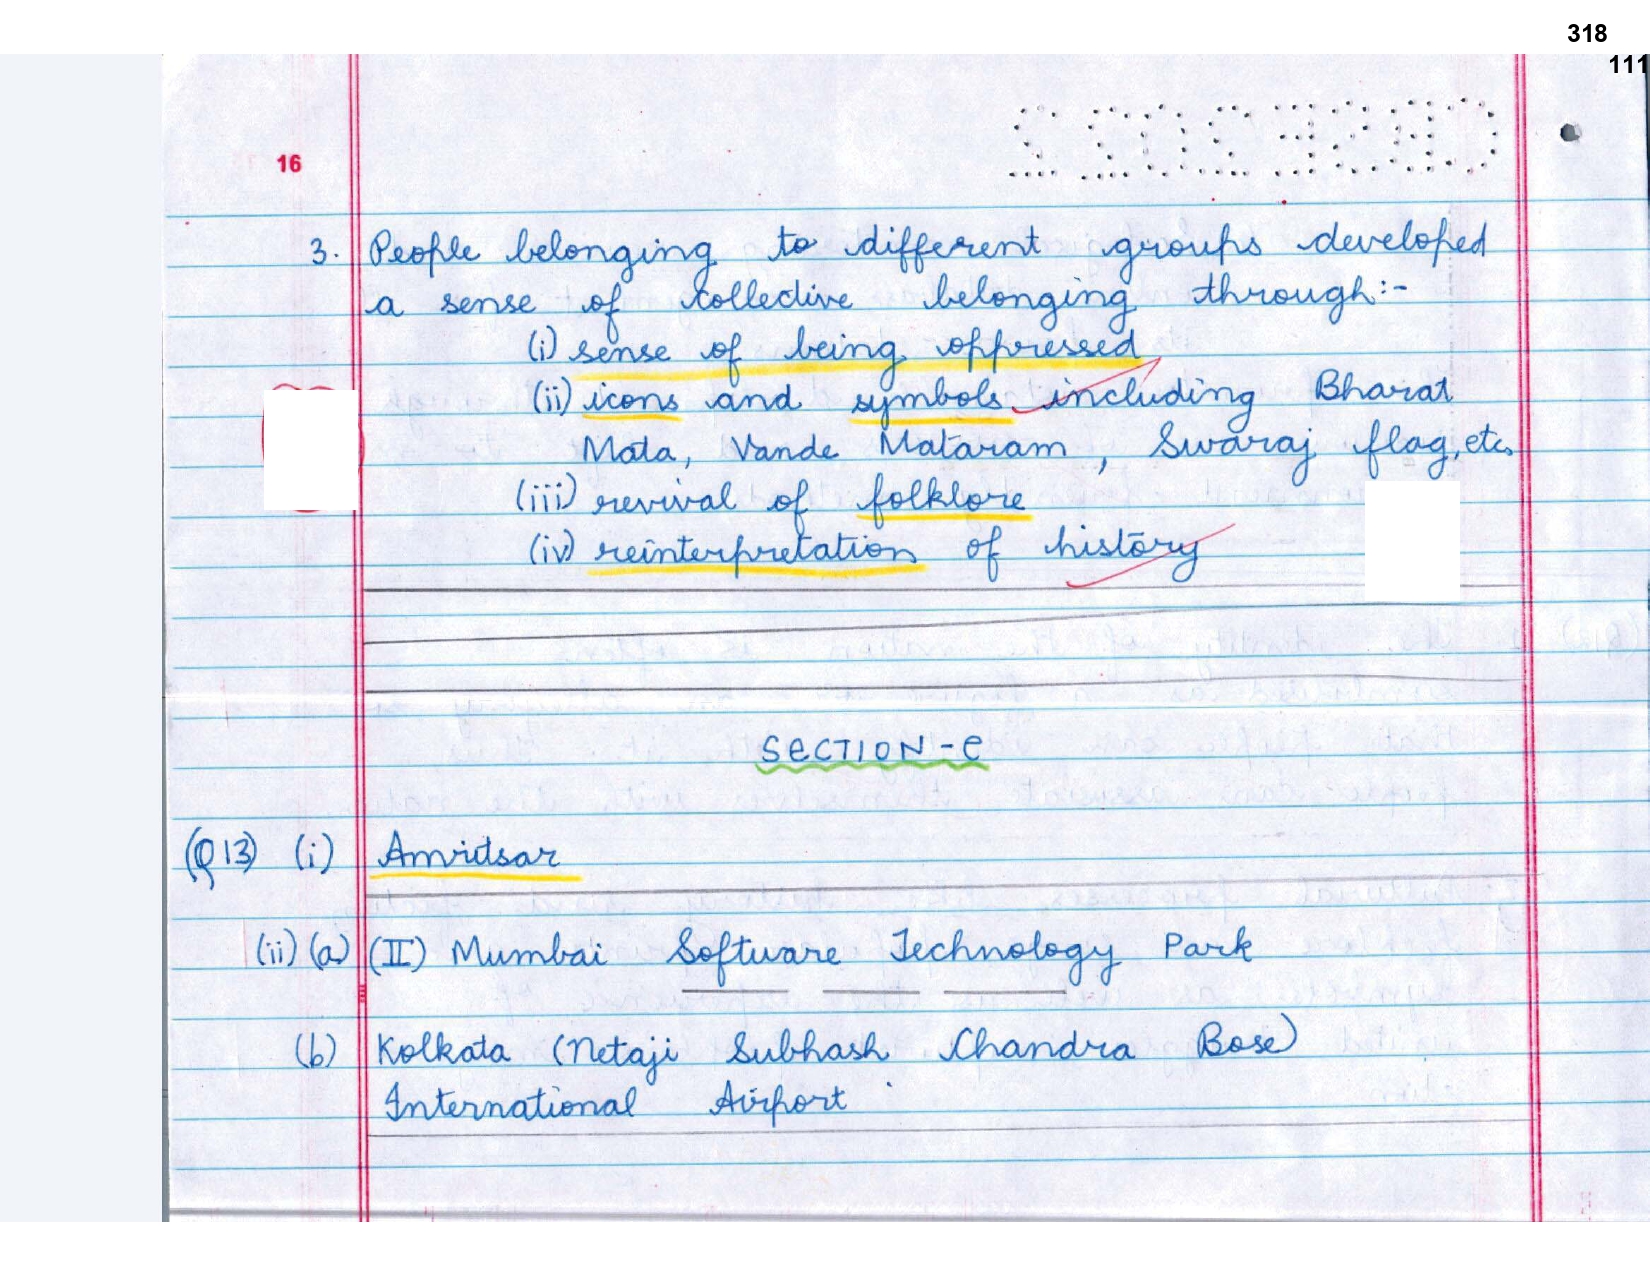 318
111
16
3. People belonging to different groups developed
a sense of collective belonging through:-
(i) sense of being oppressed
(ii) icons and symbols including Bharat
Mata, Vande Mataram, Swaraj flag, etc.
(iii) revival of folklore
(iv) reinterpretation of history
SECTION-E
(Q13) (i) Amritsar
(ii) (a) (II) Mumbai Software Technology Park
(b) Kolkata (Netaji Subhash Chandra Bose)
International Airport